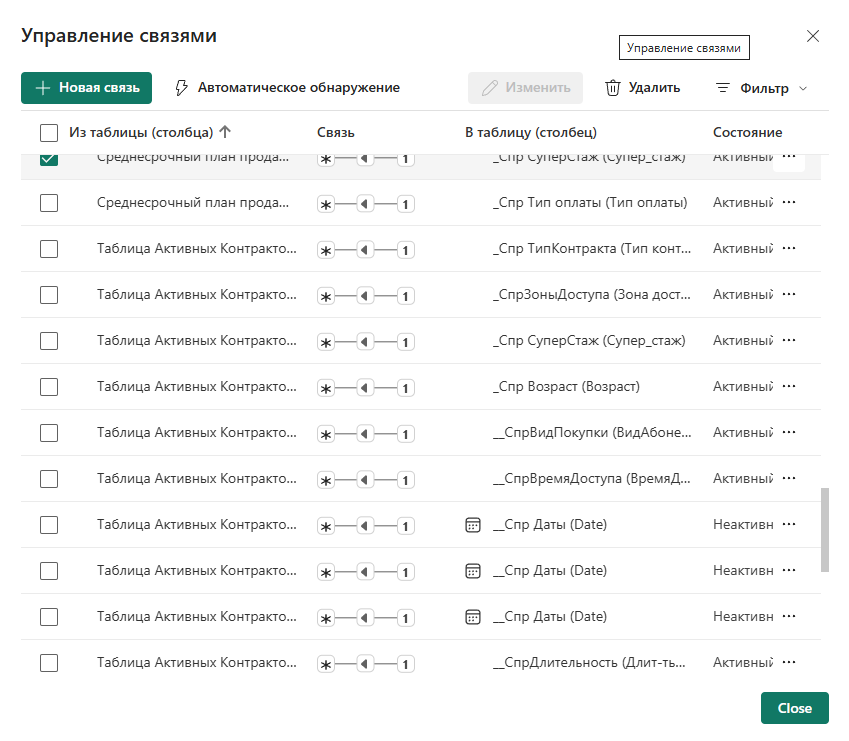 Управление связями
Управление связями
Новая связь Автоматическое обнаружение Изменить Удалить Фильтр
Из таблицы (столбца) Связь В таблицу (столбец) Состояние
Среднесрочный план прода... * 1 _Спр СуперСтаж (Супер_стаж) Активный ...
Среднесрочный план прода... * 1 _Спр Тип оплаты (Тип оплаты) Активный ...
Таблица Активных Контракто... * 1 _Спр ТипКонтракта (Тип конт... Активный ...
Таблица Активных Контракто... * 1 _СпрЗоныДоступа (Зона дост... Активный ...
Таблица Активных Контракто... * 1 _Спр СуперСтаж (Супер_стаж) Активный ...
Таблица Активных Контракто... * 1 _Спр Возраст (Возраст) Активный ...
Таблица Активных Контракто... * 1 __СпрВидПокупки (ВидАбоне... Активный ...
Таблица Активных Контракто... * 1 __СпрВремяДоступа (ВремяД... Активный ...
Таблица Активных Контракто... * 1 __Спр Даты (Date) Неактивн ...
Таблица Активных Контракто... * 1 __Спр Даты (Date) Неактивн ...
Таблица Активных Контракто... * 1 __Спр Даты (Date) Неактивн ...
Таблица Активных Контракто... * 1 __СпрДлительность (Длит-ть... Активный ...
Close